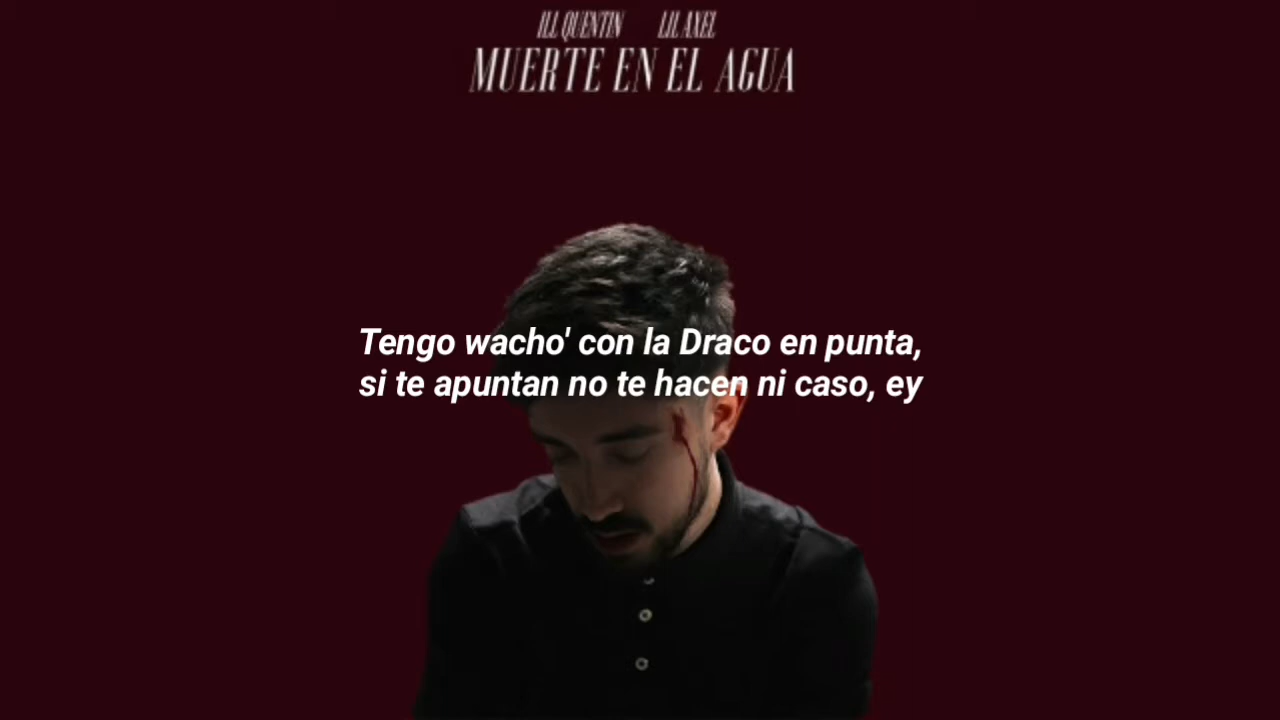 ILL QUENTIN LIL AXEL
MUERTE EN EL AGUA
Tengo wacho' con la Draco en punta,
si te apuntan no te hacen ni caso, ey